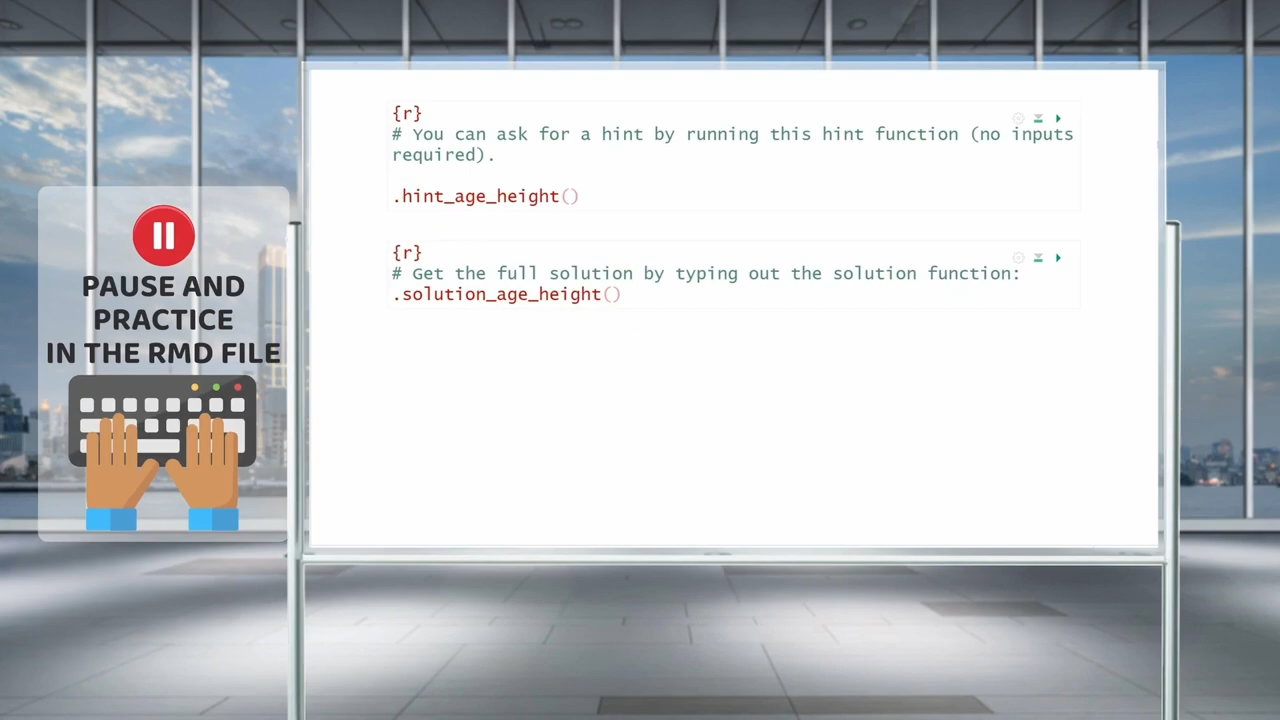 {r}
# You can ask for a hint by running this hint function (no inputs
required).
.hint_age_height()
{r}
# Get the full solution by typing out the solution function:
.solution_age_height()
PAUSE AND
PRACTICE
IN THE RMD FILE